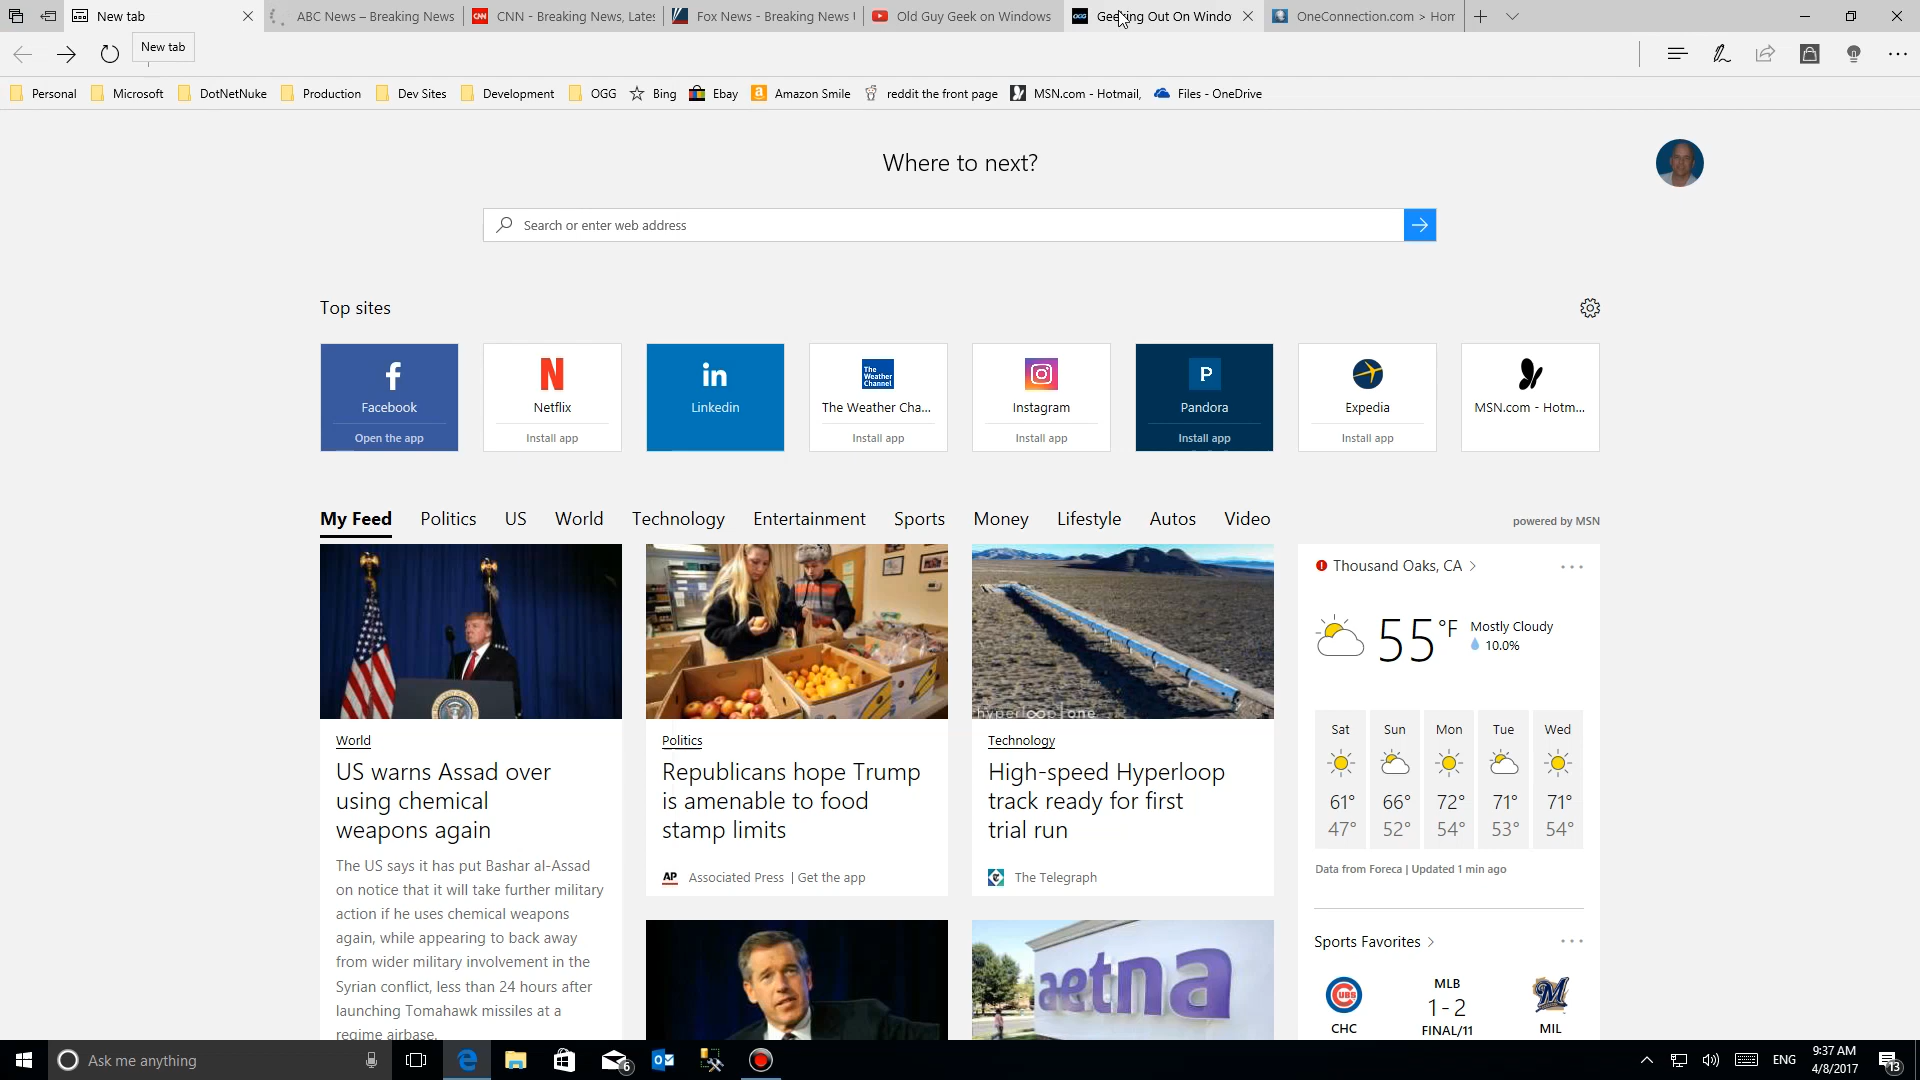 New tab
ABC News – Breaking News
CNN
CNN - Breaking News, Lates
Fox News - Breaking News
Old Guy Geek on Windows
OGG
Geeking Out On Windo
OneConnection.com > Hom
New tab
Personal
Microsoft
DotNetNuke
Production
Dev Sites
Development
OGG
Bing
Ebay
Amazon Smile
reddit the front page
MSN.com - Hotmail,
Files - OneDrive
Where to next?
Search or enter web address
Top sites
Facebook
Open the app
Netflix
Install app
Linkedin
The Weather Channel
The Weather Cha...
Install app
Instagram
Install app
Pandora
Install app
Expedia
Install app
MSN.com - Hotm...
My Feed
Politics
US
World
Technology
Entertainment
Sports
Money
Lifestyle
Autos
Video
powered by MSN
World
US warns Assad over
using chemical
weapons again
The US says it has put Bashar al-Assad
on notice that it will take further military
action if he uses chemical weapons
again, while appearing to back away
from wider military involvement in the
Syrian conflict, less than 24 hours after
launching Tomahawk missiles at a
regime airbase.
Politics
Republicans hope Trump
is amenable to food
stamp limits
AP Associated Press | Get the app
hyperloop one
Technology
High-speed Hyperloop
track ready for first
trial run
The Telegraph
aetna
Thousand Oaks, CA >
55 °F
Mostly Cloudy
10.0%
Sat Sun Mon Tue Wed
61° 66° 72° 71° 71°
47° 52° 54° 53° 54°
Data from Foreca | Updated 1 min ago
Sports Favorites >
CUBS
MLB
1-2
CHC
FINAL/11
MIL
Ask me anything
6
ENG
9:37 AM
4/8/2017
13